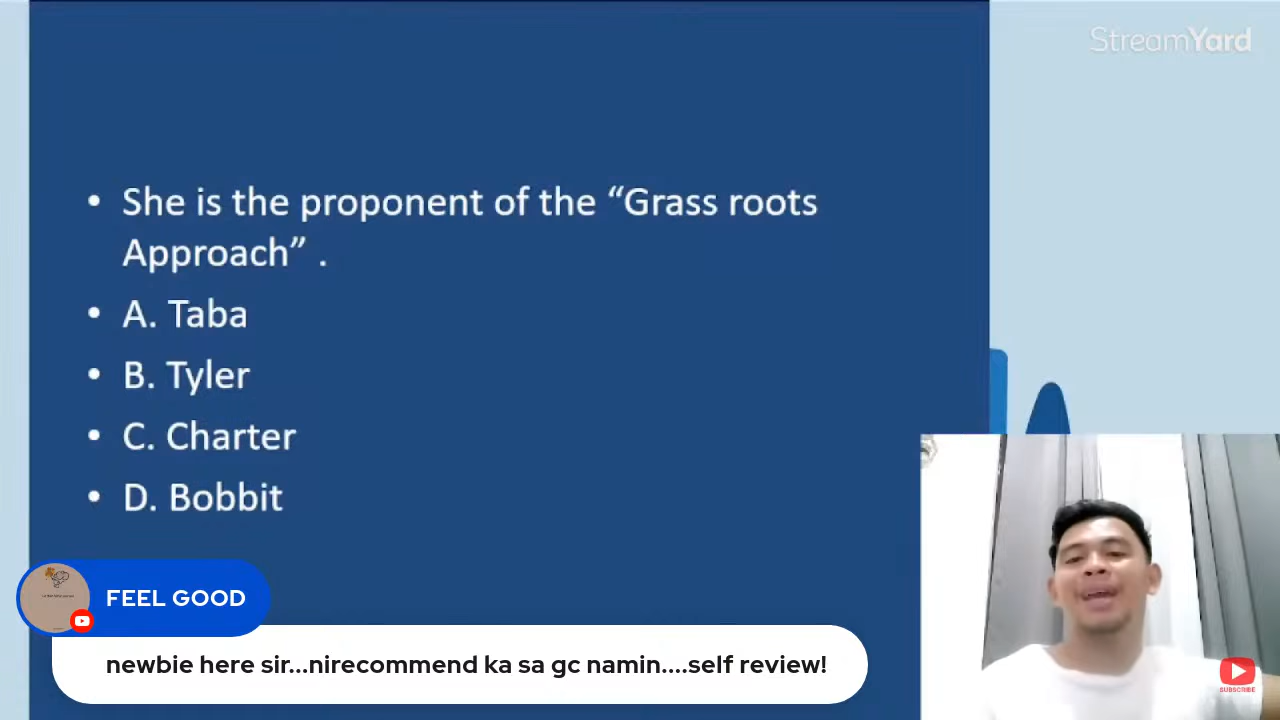 StreamYard
• She is the proponent of the “Grass roots
Approach” .
• A. Taba
• B. Tyler
• C. Charter
• D. Bobbit
FEEL GOOD
newbie here sir...nirecommend ka sa gc namin....self review!
SUBSCRIBE